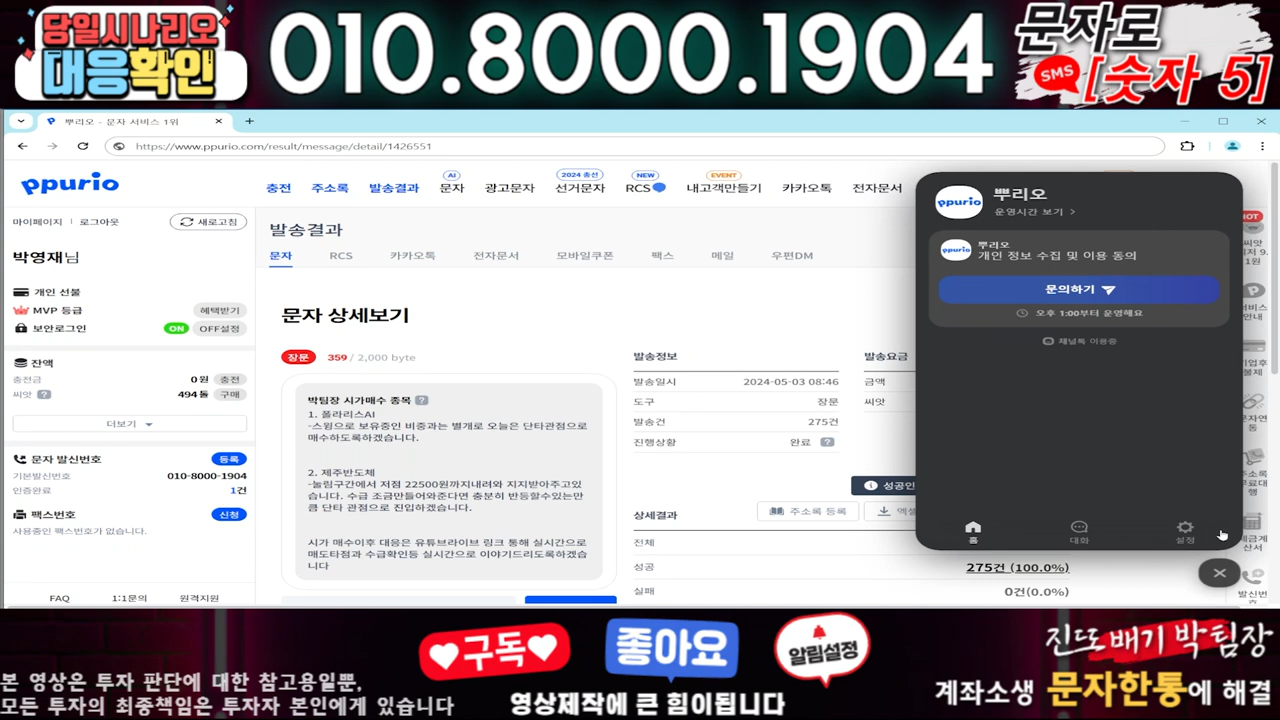 당일시나리오
대응확인
010.8000.1904
문자로
SMS
[숫자 5]
뿌리오 - 문자 서비스 1위
https://www.ppurio.com/result/message/detail/1426551
ppurio
충전
주소록
발송결과
AI
문자
광고문자
2024 총선
선거문자
NEW
RCS
EVENT
내고객만들기
카카오톡
전자문서
마이페이지
로그아웃
새로고침
박영재님
개인 선불
MVP 등급
혜택받기
보안로그인
ON
OFF설정
잔액
충전금
0원
충전
씨앗 ?
494톨
구매
더보기
문자 발신번호
등록
기본발신번호
010-8000-1904
인증완료
1건
팩스번호
신청
사용중인 팩스번호가 없습니다.
FAQ
1:1문의
원격지원
발송결과
문자
RCS
카카오톡
전자문서
모바일쿠폰
팩스
메일
우편DM
문자 상세보기
장문
359 / 2,000 byte
박팀장 시가매수 종목 ?
1. 폴라리스AI
-스윙으로 보유중인 비중과는 별개로 오늘은 단타관점으로
매수하도록하겠습니다.
2. 제주반도체
-눌림구간에서 저점 22500원까지내려와 지지받아주고있
습니다. 수급 조금만들어와준다면 충분히 반등할수있는만
큼 단타 관점으로 진입하겠습니다.
시가 매수이후 대응은 유튜브라이브 링크 통해 실시간으로
매도타점과 수급확인등 실시간으로 이야기드리도록하겠습
니다
발송정보
발송일시
2024-05-03 08:46
도구
장문
발송건
275건
진행상황
완료 ?
발송요금
금액
씨앗
성공인
상세결과
주소록 등록
엑셀
전체
성공
275건 (100.0%)
실패
0건(0.0%)
ppurio
뿌리오
운영시간 보기 >
ppurio
뿌리오
개인 정보 수집 및 이용 동의
문의하기
오후 1:00부터 운영해요
채널톡 이용중
홈
대화
설정
구독
좋아요
알림설정
영상제작에 큰 힘이됩니다
본 영상은 투자 판단에 대한 참고용일뿐,
모든 투자의 최종책임은 투자자 본인에게 있습니다
진또배기 박팀장
계좌소생 문자한통에 해결